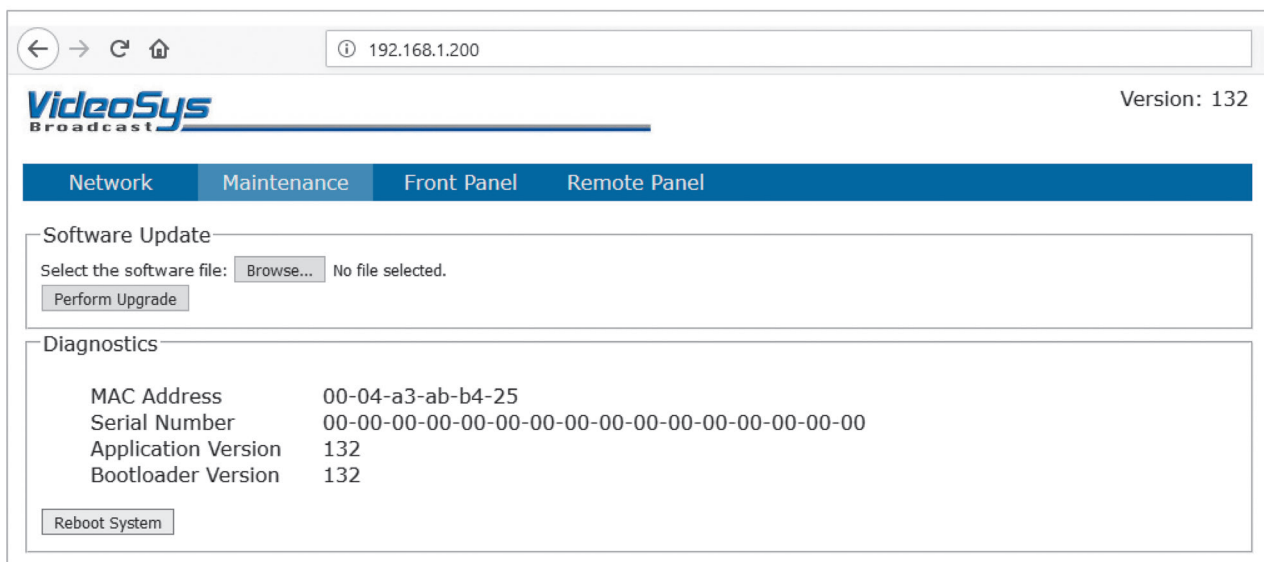 192.168.1.200
VideoSys
Broadcast
Version: 132
Network Maintenance Front Panel Remote Panel
Software Update
Select the software file: Browse... No file selected.
Perform Upgrade
Diagnostics
MAC Address 00-04-a3-ab-b4-25
Serial Number 00-00-00-00-00-00-00-00-00-00-00-00-00-00-00-00
Application Version 132
Bootloader Version 132
Reboot System